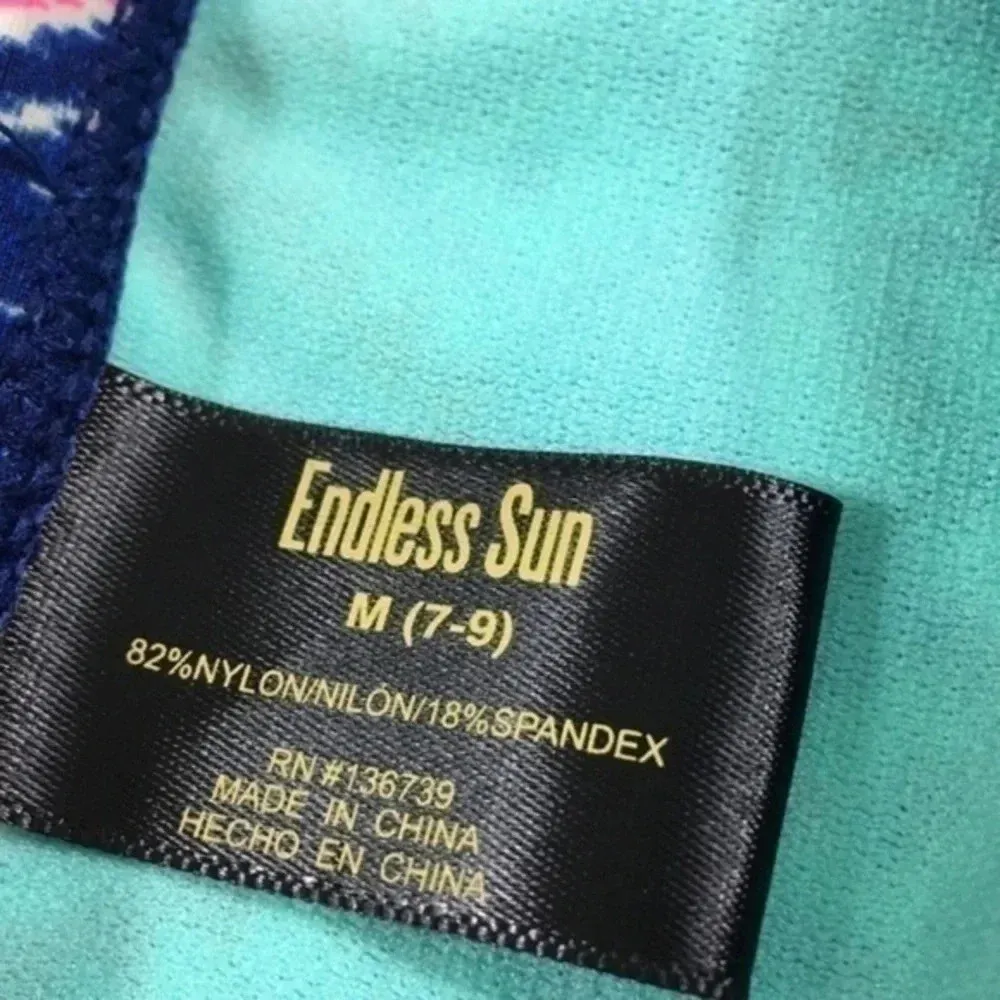 Endless Sun
M (7-9)
82%NYLON/NILÓN/18%SPANDEX
RN #136739
MADE IN CHINA
HECHO EN CHINA